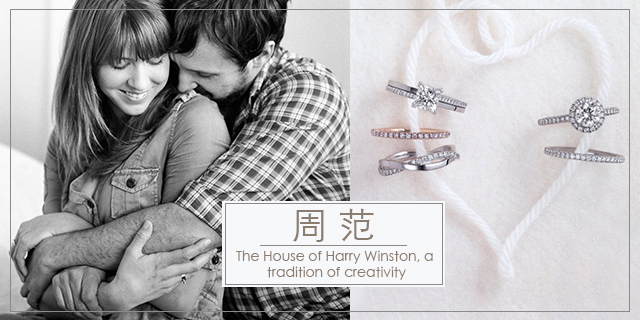 周 范
The House of Harry Winston, a
tradition of creativity